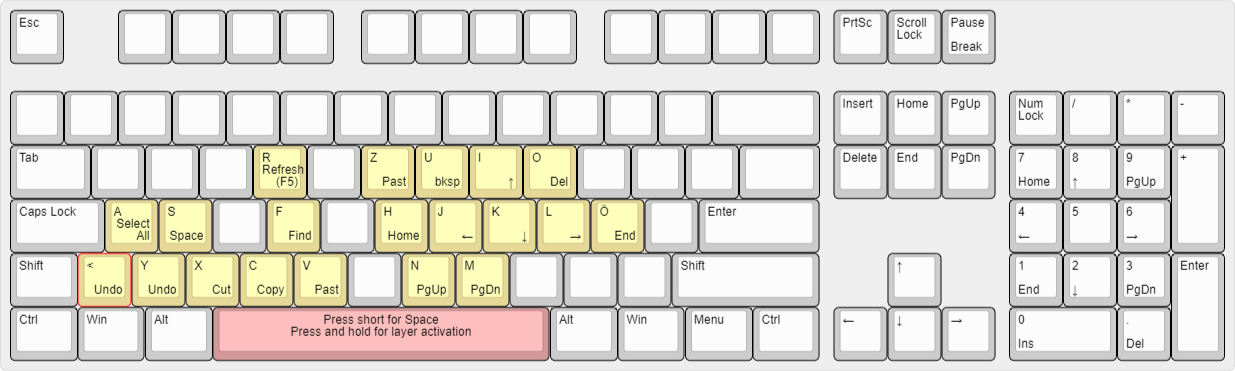 Esc
PrtSc
Scroll
Lock
Pause
Break
Insert
Home
PgUp
Num
Lock
/
*
-
Tab
R
Refresh
(F5)
Z
Past
U
bksp
I
↑
O
Del
Delete
End
PgDn
7
Home
8
↑
9
PgUp
+
Caps Lock
A
Select
All
S
Space
F
Find
H
Home
J
←
K
↓
L
→
Ö
End
Enter
4
←
5
6
→
Shift
<
Undo
Y
Undo
X
Cut
C
Copy
V
Past
N
PgUp
M
PgDn
Shift
↑
1
End
2
↓
3
PgDn
Enter
Ctrl
Win
Alt
Press short for Space
Press and hold for layer activation
Alt
Win
Menu
Ctrl
←
↓
→
0
Ins
.
Del